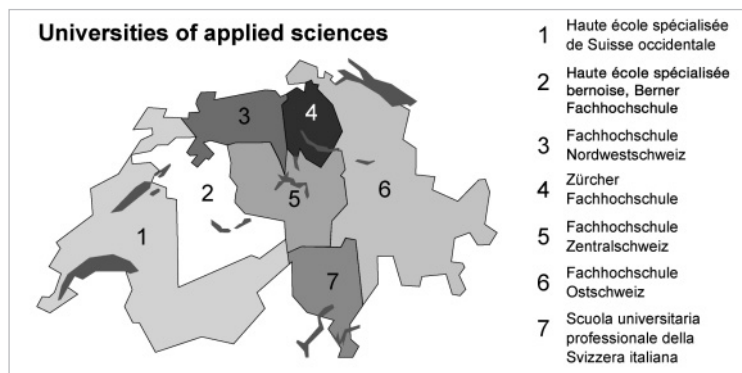 Universities of applied sciences
1 Haute école spécialisée
de Suisse occidentale
2 Haute école spécialisée
bernoise, Berner
Fachhochschule
3 Fachhochschule
Nordwestschweiz
4 Zürcher
Fachhochschule
5 Fachhochschule
Zentralschweiz
6 Fachhochschule
Ostschweiz
7 Scuola universitaria
professionale della
Svizzera italiana
4
3
2
5
6
1
7